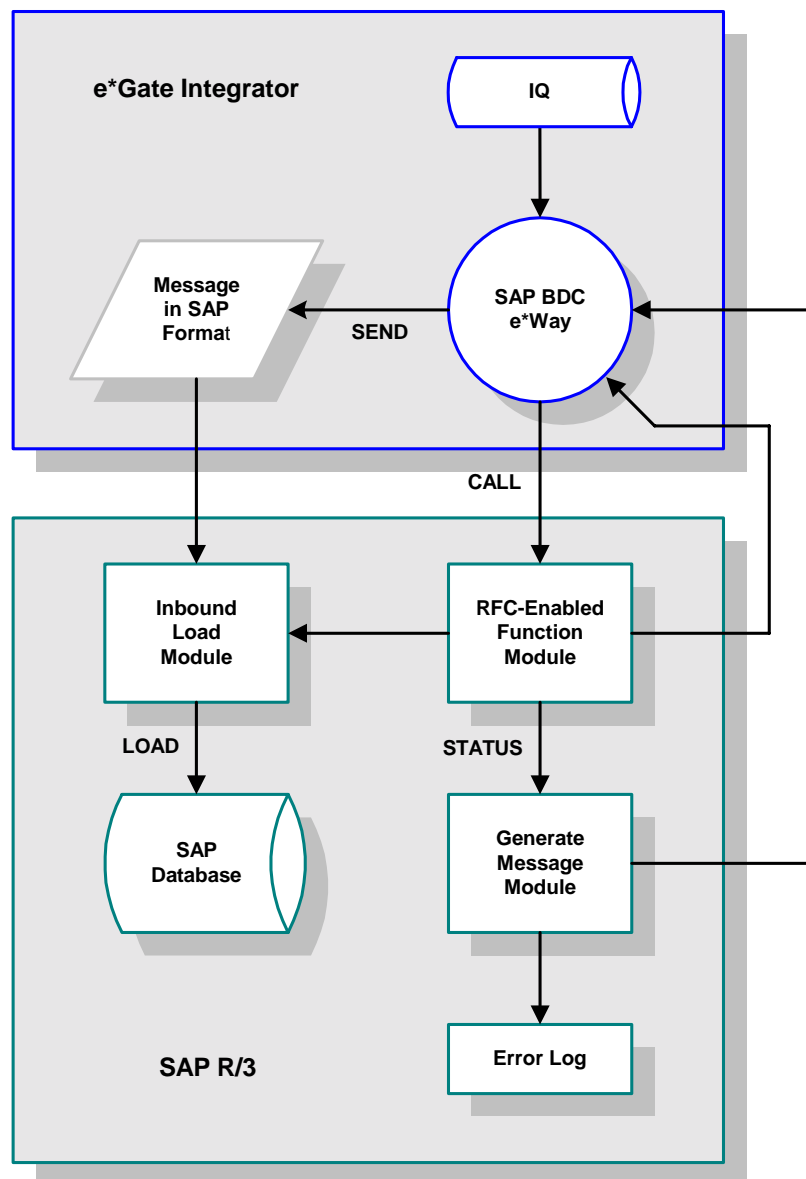 e*Gate Integrator
IQ
Message
in SAP
Format
SAP BDC
e*Way
SEND
CALL
Inbound
Load
Module
RFC-Enabled
Function
Module
LOAD
STATUS
SAP
Database
Generate
Message
Module
Error Log
SAP R/3